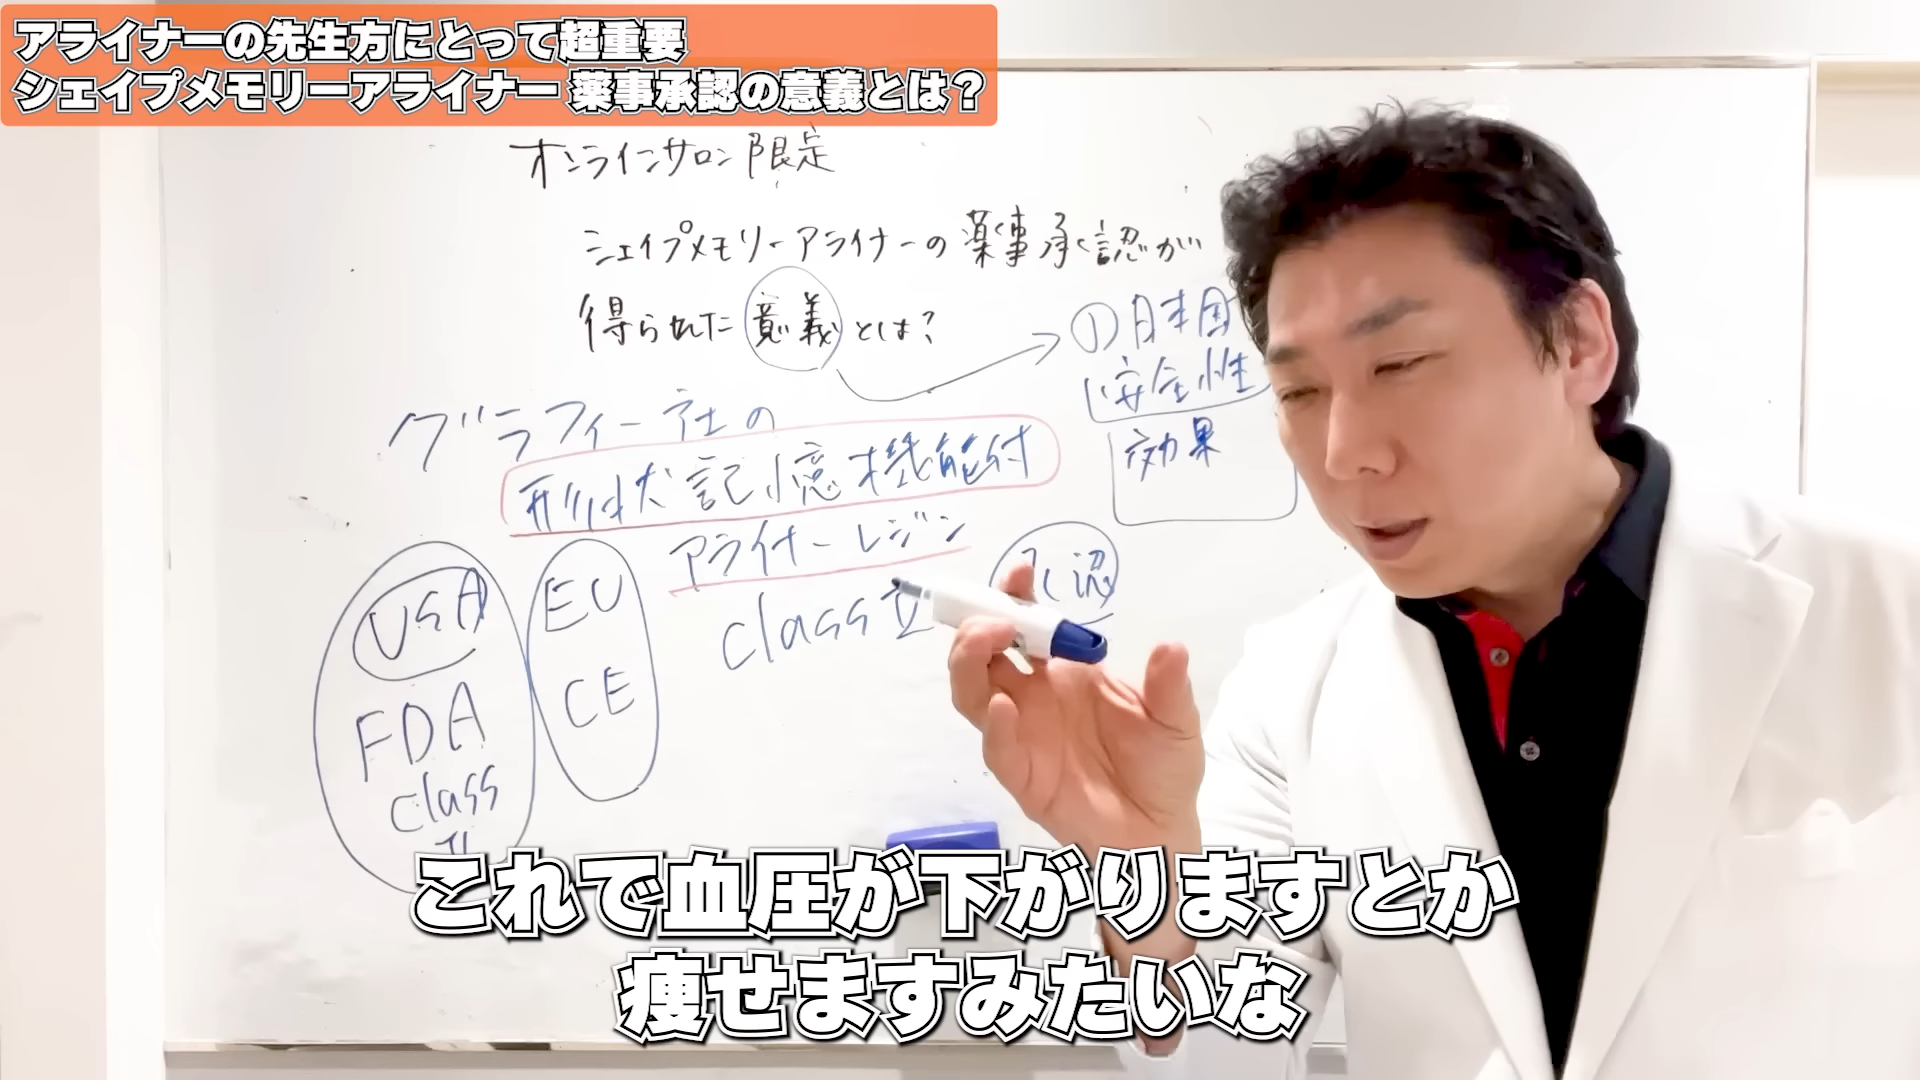 アライナーの先生方にとって超重要
シェイプメモリーアライナー 薬事承認の意義とは？
オンラインサロン限定
シェイプメモリーアライナーの薬事承認が
得られた意義とは？
①日本国
安全性
効果
グラフィー社の
形状記憶機能付
アライナーレジン
class II
認
USA
FDA
class
II
EU
CE
これで血圧が下がりますとか
痩せますみたいな